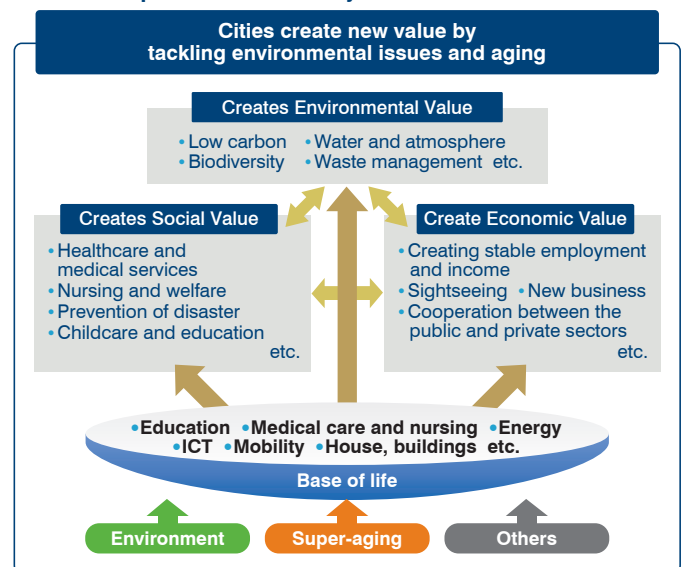 Cities create new value by
tackling environmental issues and aging
Creates Environmental Value
• Low carbon • Water and atmosphere
• Biodiversity • Waste management etc.
Creates Social Value
• Healthcare and
medical services
• Nursing and welfare
• Prevention of disaster
• Childcare and education
etc.
Create Economic Value
• Creating stable employment
and income
• Sightseeing • New business
• Cooperation between the
public and private sectors
etc.
•Education •Medical care and nursing •Energy
•ICT •Mobility •House, buildings etc.
Base of life
Environment
Super-aging
Others